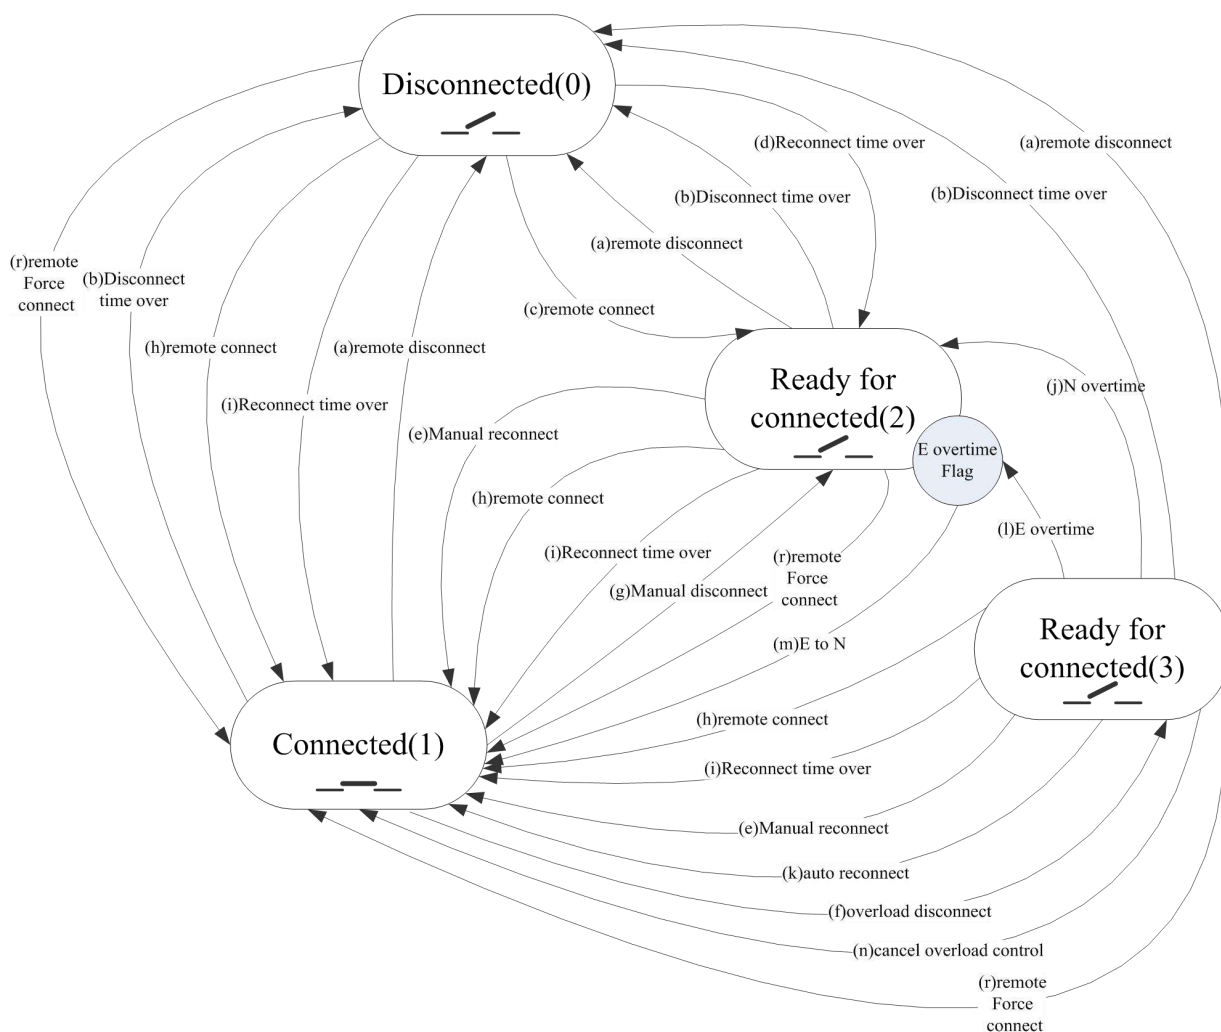 Disconnected(0)
(d)Reconnect time over
(a)remote disconnect
(b)Disconnect time over
(b)Disconnect time over
(a)remote disconnect
(r)remote
Force
connect
(b)Disconnect
time over
(c)remote connect
(h)remote connect
(a)remote disconnect
(i)Reconnect time over
Ready for
connected(2)
(j)N overtime
(e)Manual reconnect
E overtime
Flag
(h)remote connect
(l)E overtime
(i)Reconnect time over
(g)Manual disconnect
(r)remote
Force
connect
(m)E to N
Ready for
connected(3)
(h)remote connect
Connected(1)
(i)Reconnect time over
(e)Manual reconnect
(k)auto reconnect
(f)overload disconnect
(n)cancel overload control
(r)remote
Force
connect